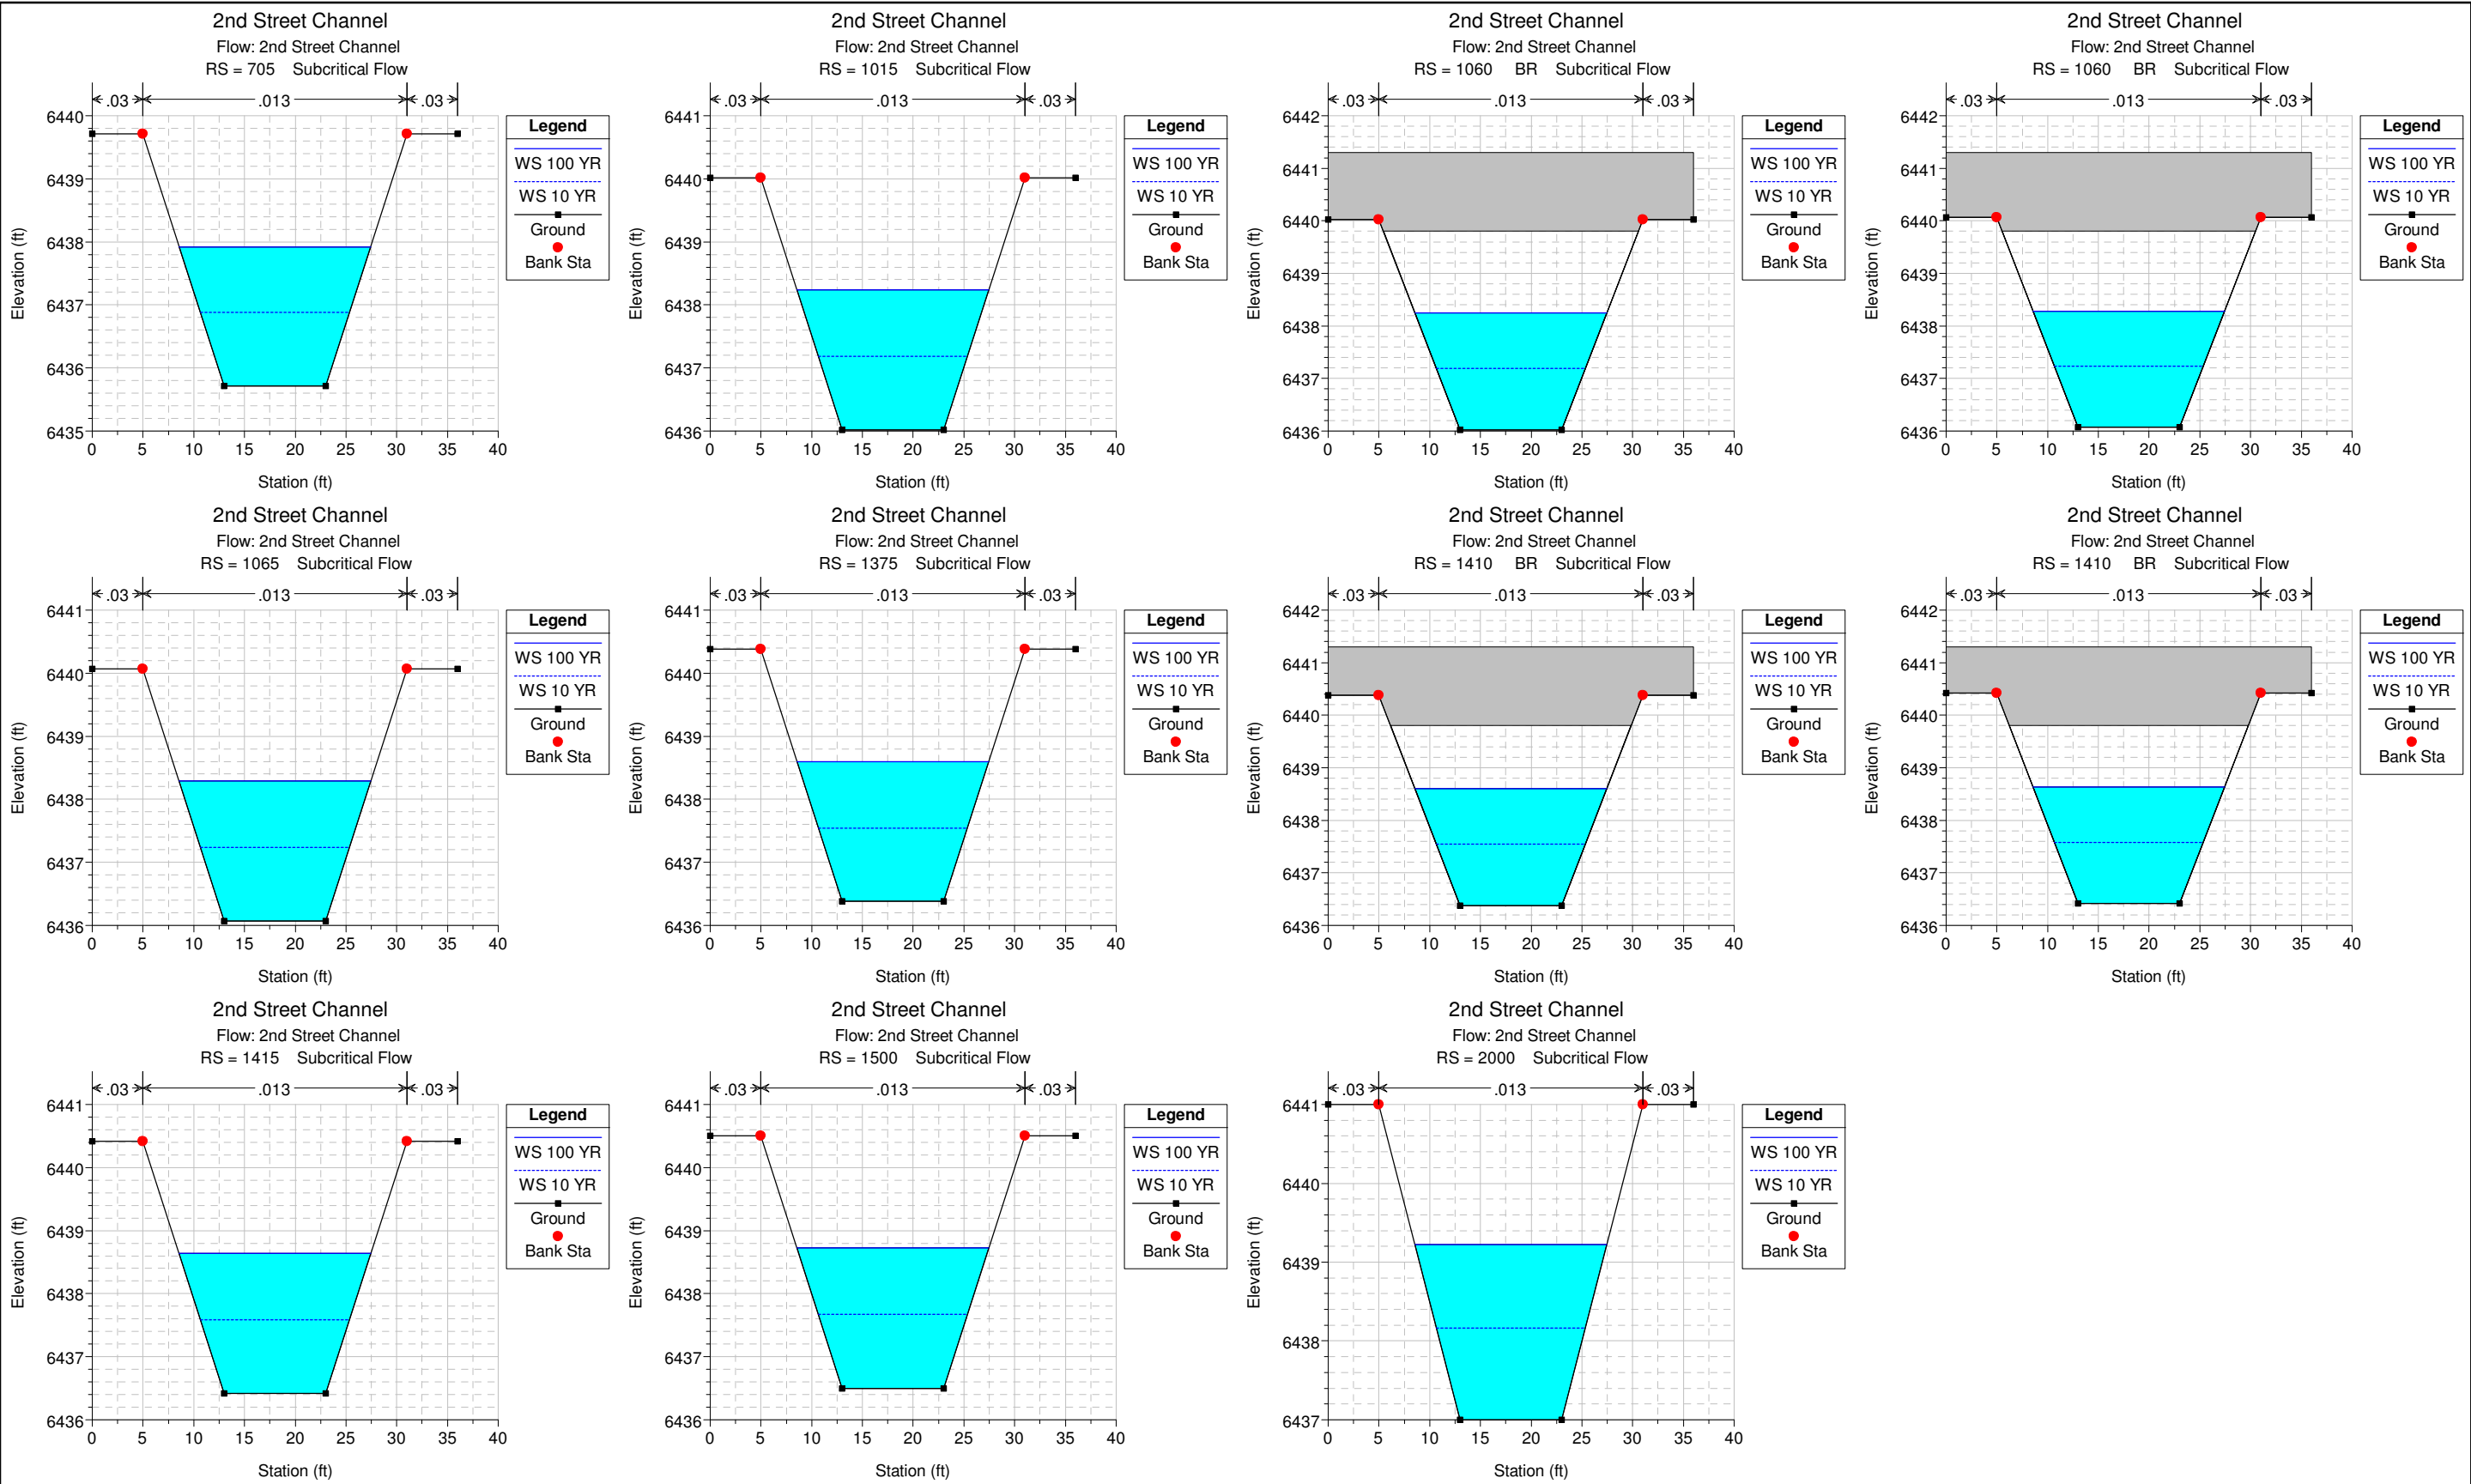 2nd Street Channel
Flow: 2nd Street Channel
RS = 705 Subcritical Flow
.03 .013 .03
6440
6439
6438
6437
6436
6435
0 5 10 15 20 25 30 35 40
Station (ft)
Elevation (ft)
Legend
WS 100 YR
WS 10 YR
Ground
Bank Sta
2nd Street Channel
Flow: 2nd Street Channel
RS = 1015 Subcritical Flow
.03 .013 .03
6441
6440
6439
6438
6437
6436
0 5 10 15 20 25 30 35 40
Station (ft)
Elevation (ft)
Legend
WS 100 YR
WS 10 YR
Ground
Bank Sta
2nd Street Channel
Flow: 2nd Street Channel
RS = 1060 BR Subcritical Flow
.03 .013 .03
6442
6441
6440
6439
6438
6437
6436
0 5 10 15 20 25 30 35 40
Station (ft)
Elevation (ft)
Legend
WS 100 YR
WS 10 YR
Ground
Bank Sta
2nd Street Channel
Flow: 2nd Street Channel
RS = 1060 BR Subcritical Flow
.03 .013 .03
6442
6441
6440
6439
6438
6437
6436
0 5 10 15 20 25 30 35 40
Station (ft)
Elevation (ft)
Legend
WS 100 YR
WS 10 YR
Ground
Bank Sta
2nd Street Channel
Flow: 2nd Street Channel
RS = 1065 Subcritical Flow
.03 .013 .03
6441
6440
6439
6438
6437
6436
0 5 10 15 20 25 30 35 40
Station (ft)
Elevation (ft)
Legend
WS 100 YR
WS 10 YR
Ground
Bank Sta
2nd Street Channel
Flow: 2nd Street Channel
RS = 1375 Subcritical Flow
.03 .013 .03
6441
6440
6439
6438
6437
6436
0 5 10 15 20 25 30 35 40
Station (ft)
Elevation (ft)
Legend
WS 100 YR
WS 10 YR
Ground
Bank Sta
2nd Street Channel
Flow: 2nd Street Channel
RS = 1410 BR Subcritical Flow
.03 .013 .03
6442
6441
6440
6439
6438
6437
6436
0 5 10 15 20 25 30 35 40
Station (ft)
Elevation (ft)
Legend
WS 100 YR
WS 10 YR
Ground
Bank Sta
2nd Street Channel
Flow: 2nd Street Channel
RS = 1410 BR Subcritical Flow
.03 .013 .03
6442
6441
6440
6439
6438
6437
6436
0 5 10 15 20 25 30 35 40
Station (ft)
Elevation (ft)
Legend
WS 100 YR
WS 10 YR
Ground
Bank Sta
2nd Street Channel
Flow: 2nd Street Channel
RS = 1415 Subcritical Flow
.03 .013 .03
6441
6440
6439
6438
6437
6436
0 5 10 15 20 25 30 35 40
Station (ft)
Elevation (ft)
Legend
WS 100 YR
WS 10 YR
Ground
Bank Sta
2nd Street Channel
Flow: 2nd Street Channel
RS = 1500 Subcritical Flow
.03 .013 .03
6441
6440
6439
6438
6437
6436
0 5 10 15 20 25 30 35 40
Station (ft)
Elevation (ft)
Legend
WS 100 YR
WS 10 YR
Ground
Bank Sta
2nd Street Channel
Flow: 2nd Street Channel
RS = 2000 Subcritical Flow
.03 .013 .03
6441
6440
6439
6438
6437
0 5 10 15 20 25 30 35 40
Station (ft)
Elevation (ft)
Legend
WS 100 YR
WS 10 YR
Ground
Bank Sta